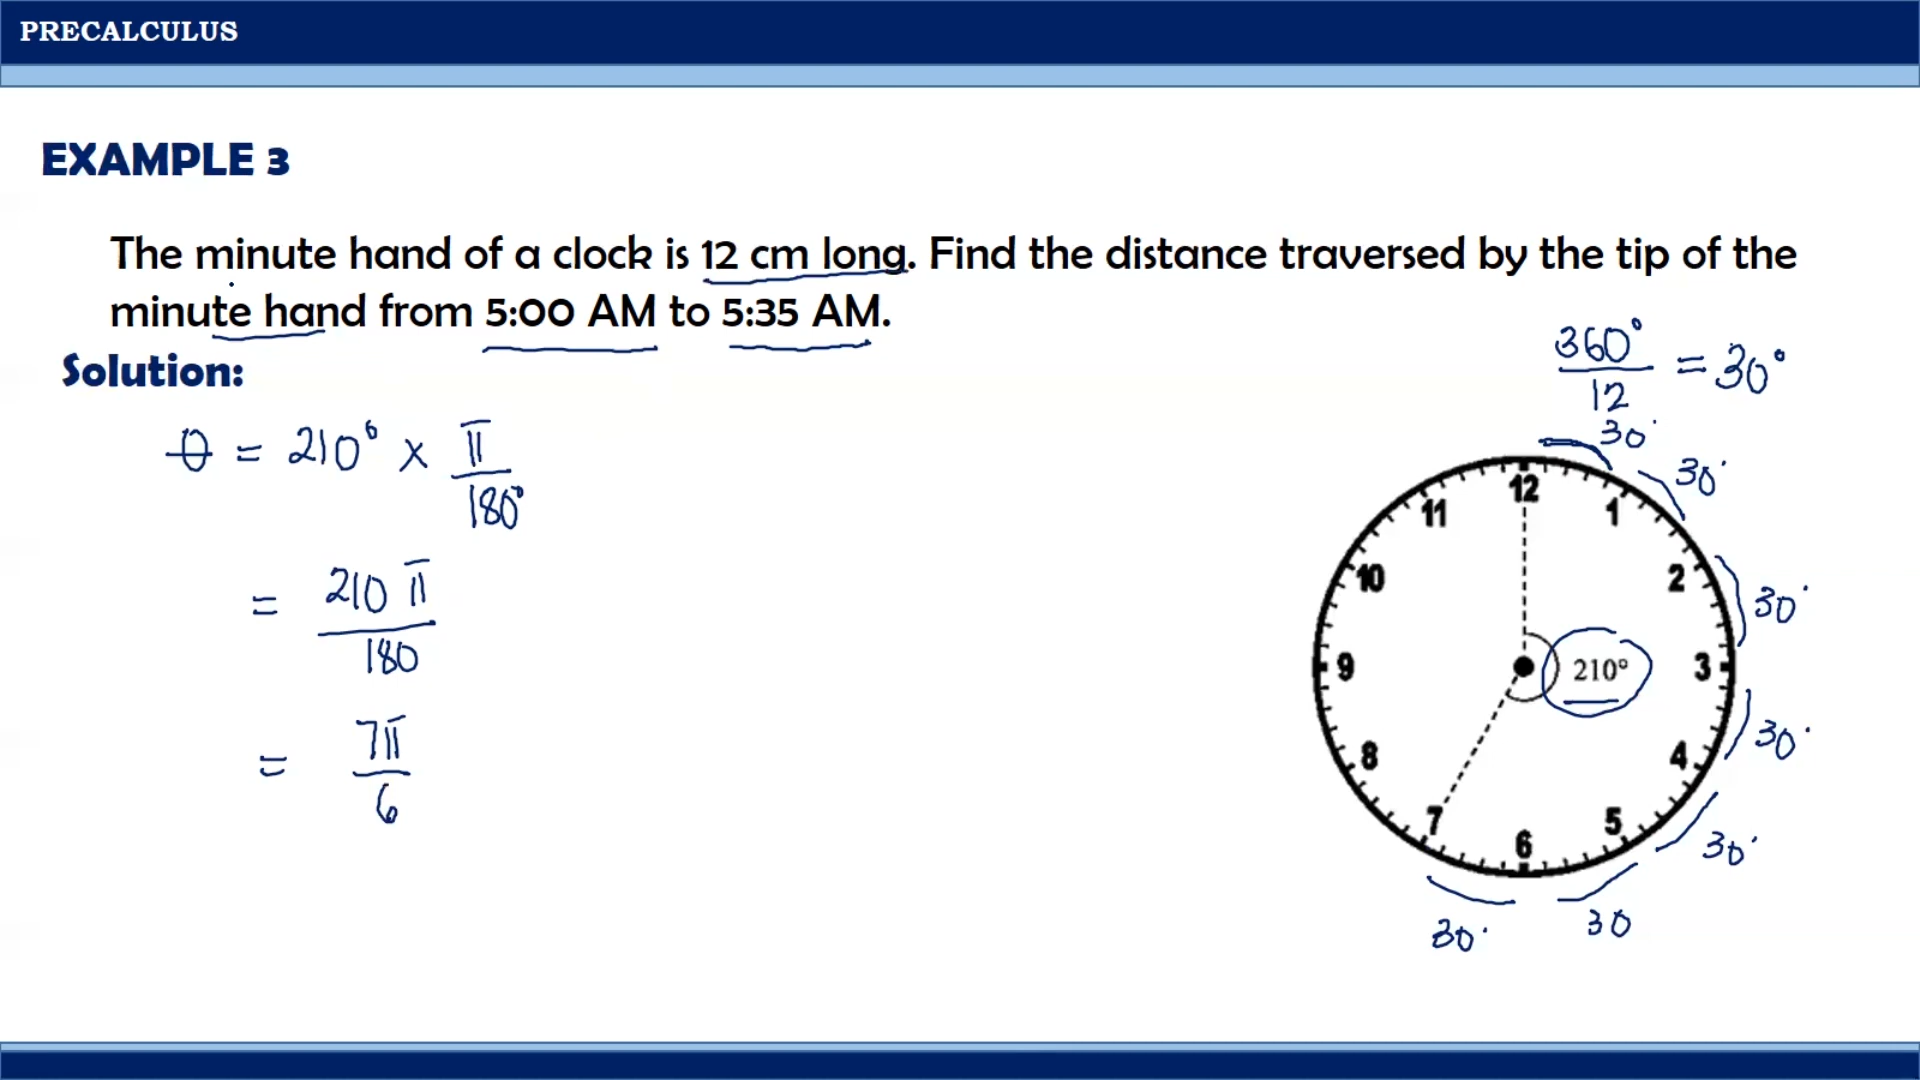 PRECALCULUS
EXAMPLE 3
The minute hand of a clock is 12 cm long. Find the distance traversed by the tip of the
minute hand from 5:00 AM to 5:35 AM.
Solution:
θ = 210° × π/180°
= 210π/180
= 7π/6
360°/12 = 30°
30°
30°
30°
30°
30°
30
30°
12
1
2
3
4
5
6
7
8
9
10
11
210°